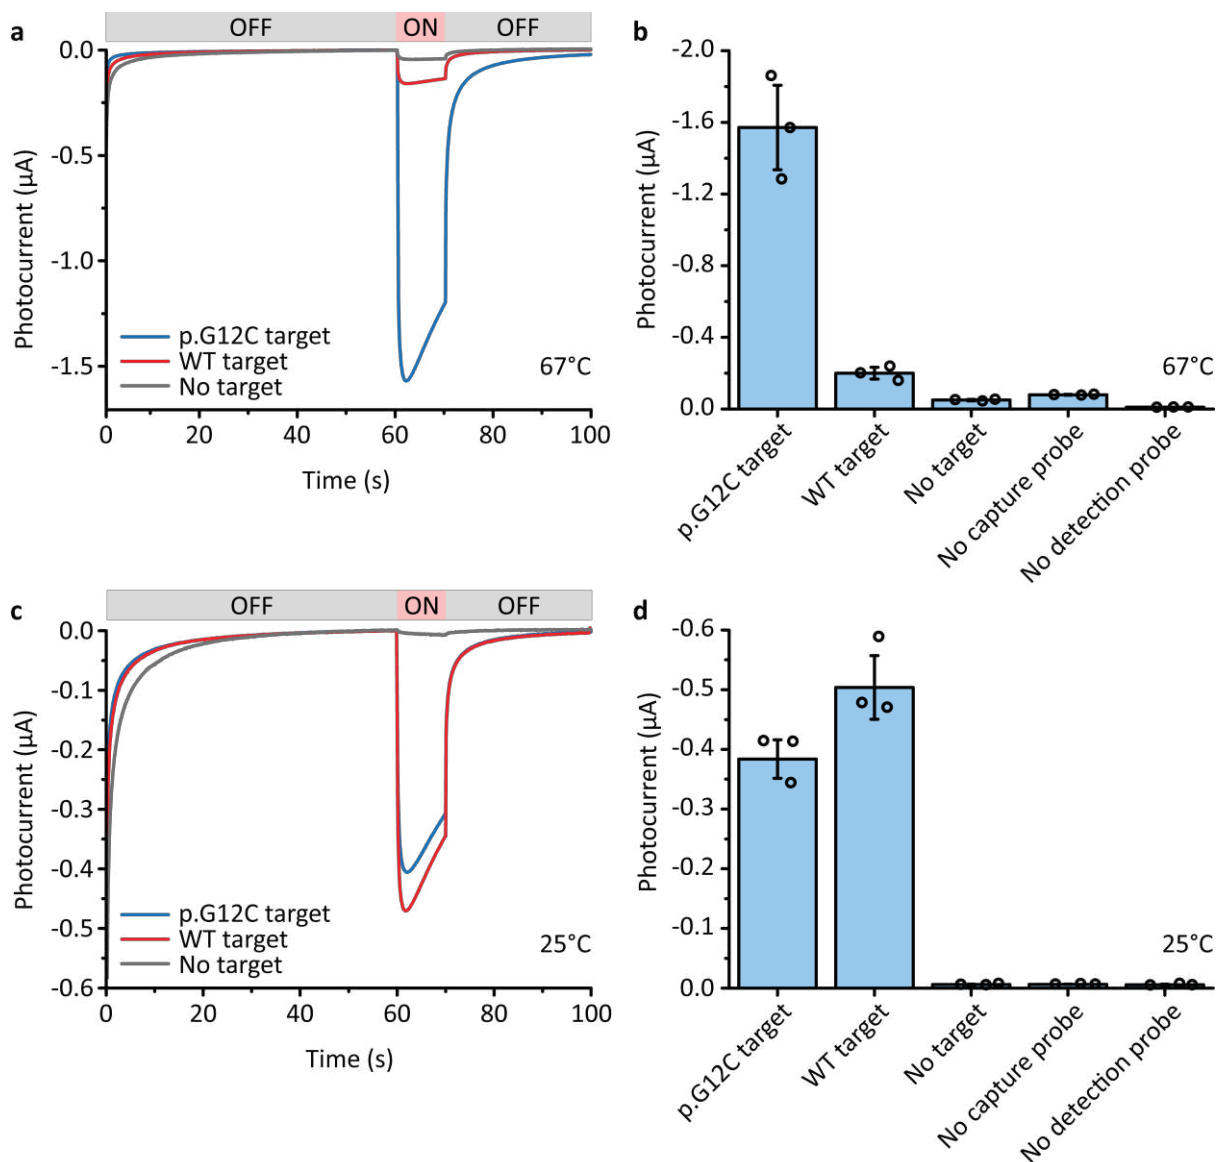 a
OFF
ON
OFF
0.0
-0.5
-1.0
-1.5
Photocurrent (µA)
p.G12C target
WT target
No target
67°C
0
20
40
60
80
100
Time (s)
b
-2.0
-1.6
-1.2
-0.8
-0.4
0.0
Photocurrent (µA)
67°C
p.G12C target
WT target
No target
No capture probe
No detection probe
c
OFF
ON
OFF
0.0
-0.1
-0.2
-0.3
-0.4
-0.5
-0.6
Photocurrent (µA)
p.G12C target
WT target
No target
25°C
0
20
40
60
80
100
Time (s)
d
-0.6
-0.5
-0.4
-0.3
-0.2
-0.1
0.0
Photocurrent (µA)
25°C
p.G12C target
WT target
No target
No capture probe
No detection probe